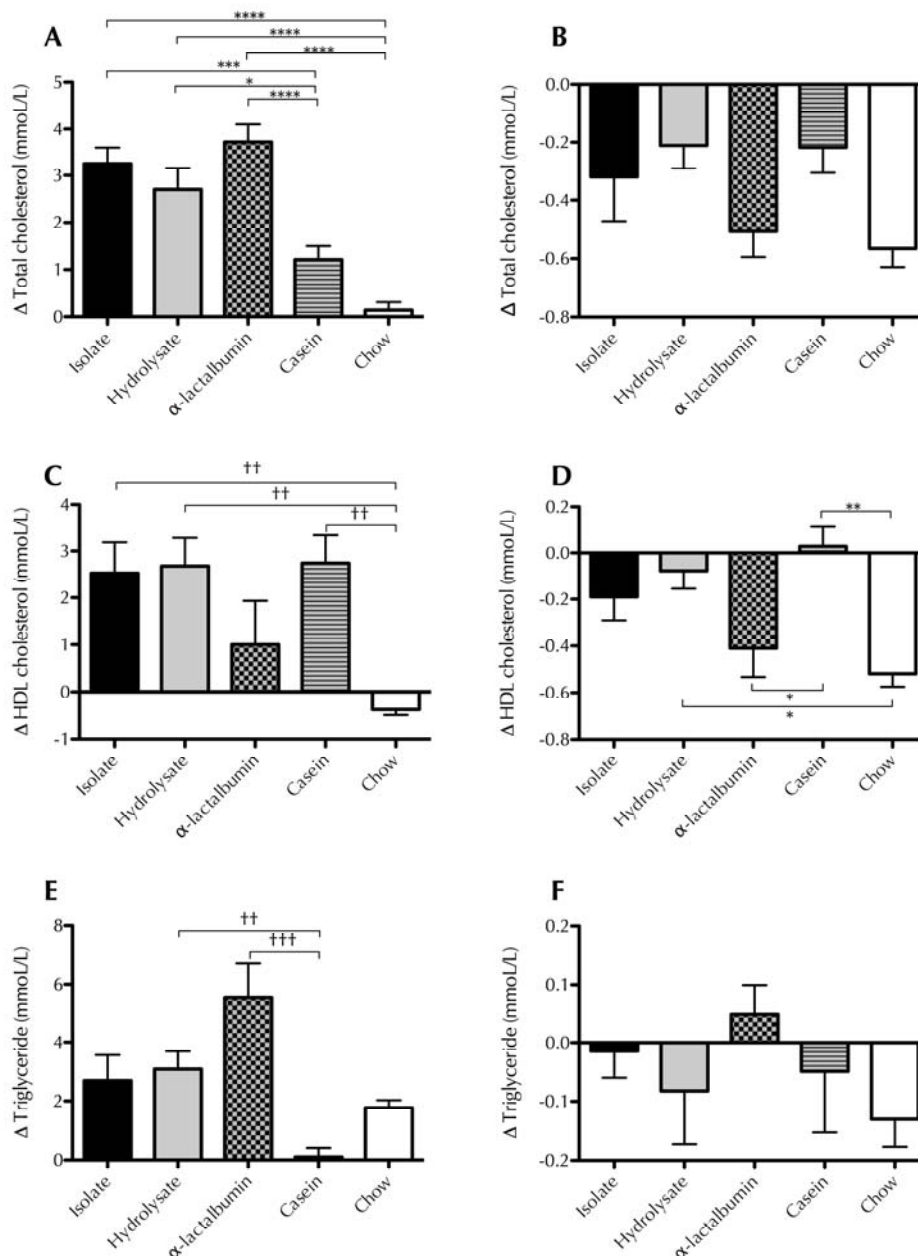 A
****
****
****
***
*
****
Δ Total cholesterol (mmoL/L)
5
4
3
2
1
0
Isolate
Hydrolysate
α-lactalbumin
Casein
Chow
B
Δ Total cholesterol (mmoL/L)
0.0
-0.2
-0.4
-0.6
-0.8
Isolate
Hydrolysate
α-lactalbumin
Casein
Chow
C
††
††
††
Δ HDL cholesterol (mmoL/L)
4
3
2
1
0
-1
Isolate
Hydrolysate
α-lactalbumin
Casein
Chow
D
**
*
*
Δ HDL cholesterol (mmoL/L)
0.2
0.0
-0.2
-0.4
-0.6
-0.8
Isolate
Hydrolysate
α-lactalbumin
Casein
Chow
E
††
†††
Δ Triglyceride (mmoL/L)
8
6
4
2
0
Isolate
Hydrolysate
α-lactalbumin
Casein
Chow
F
Δ Triglyceride (mmoL/L)
0.2
0.1
0.0
-0.1
-0.2
Isolate
Hydrolysate
α-lactalbumin
Casein
Chow